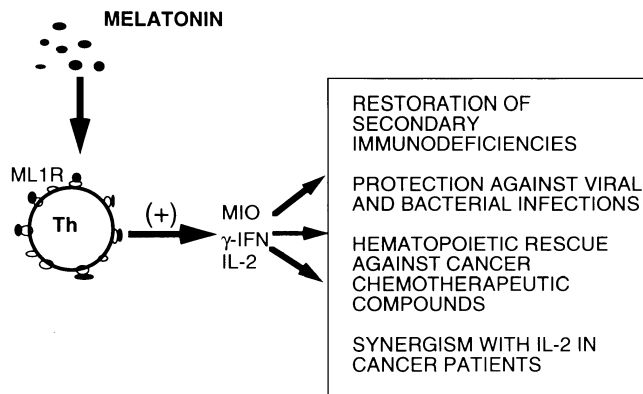 MELATONIN
ML1R
Th
(+)
MIO
γ-IFN
IL-2
RESTORATION OF
SECONDARY
IMMUNODEFICIENCIES
PROTECTION AGAINST VIRAL
AND BACTERIAL INFECTIONS
HEMATOPOIETIC RESCUE
AGAINST CANCER
CHEMOTHERAPEUTIC
COMPOUNDS
SYNERGISM WITH IL-2 IN
CANCER PATIENTS